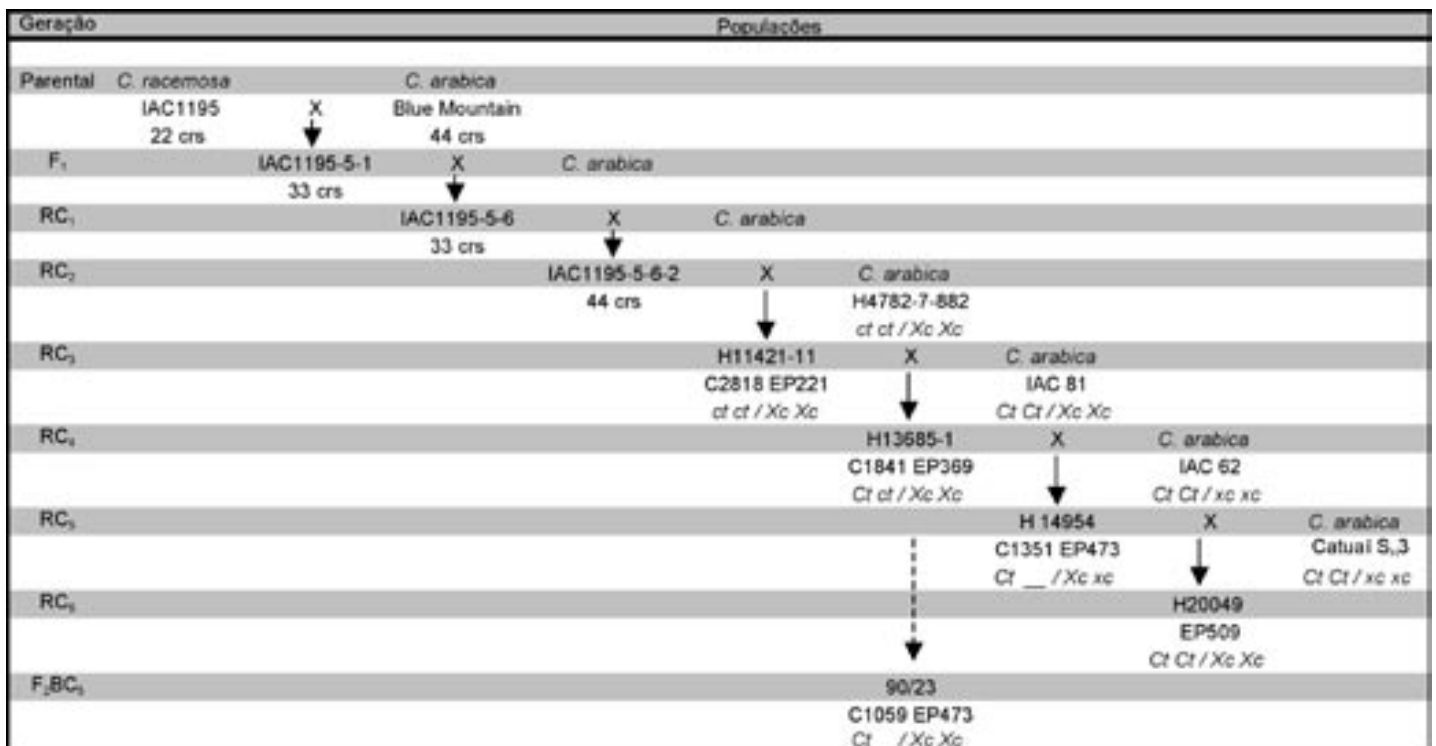 Geração Populações
Parental C. racemosa C. arabica
IAC1195 X Blue Mountain
22 crs 44 crs
F₁ IAC1195-5-1 X C. arabica
33 crs
RC₁ IAC1195-5-6 X C. arabica
33 crs
RC₂ IAC1195-5-6-2 X C. arabica
44 crs H4782-7-882
ct ct / Xc Xc
RC₃ H11421-11 X C. arabica
C2818 EP221 IAC 81
ct ct / Xc Xc Ct Ct / Xc Xc
RC₄ H13685-1 X C. arabica
C1841 EP369 IAC 62
Ct ct / Xc Xc Ct Ct / xc xc
RC₅ H 14954 X C. arabica
C1351 EP473
Ct __ / Xc xc Ct Ct / xc xc
H20049
EP509
Ct Ct / Xc Xc
90/23
C1059 EP473
Ct __ / Xc Xc